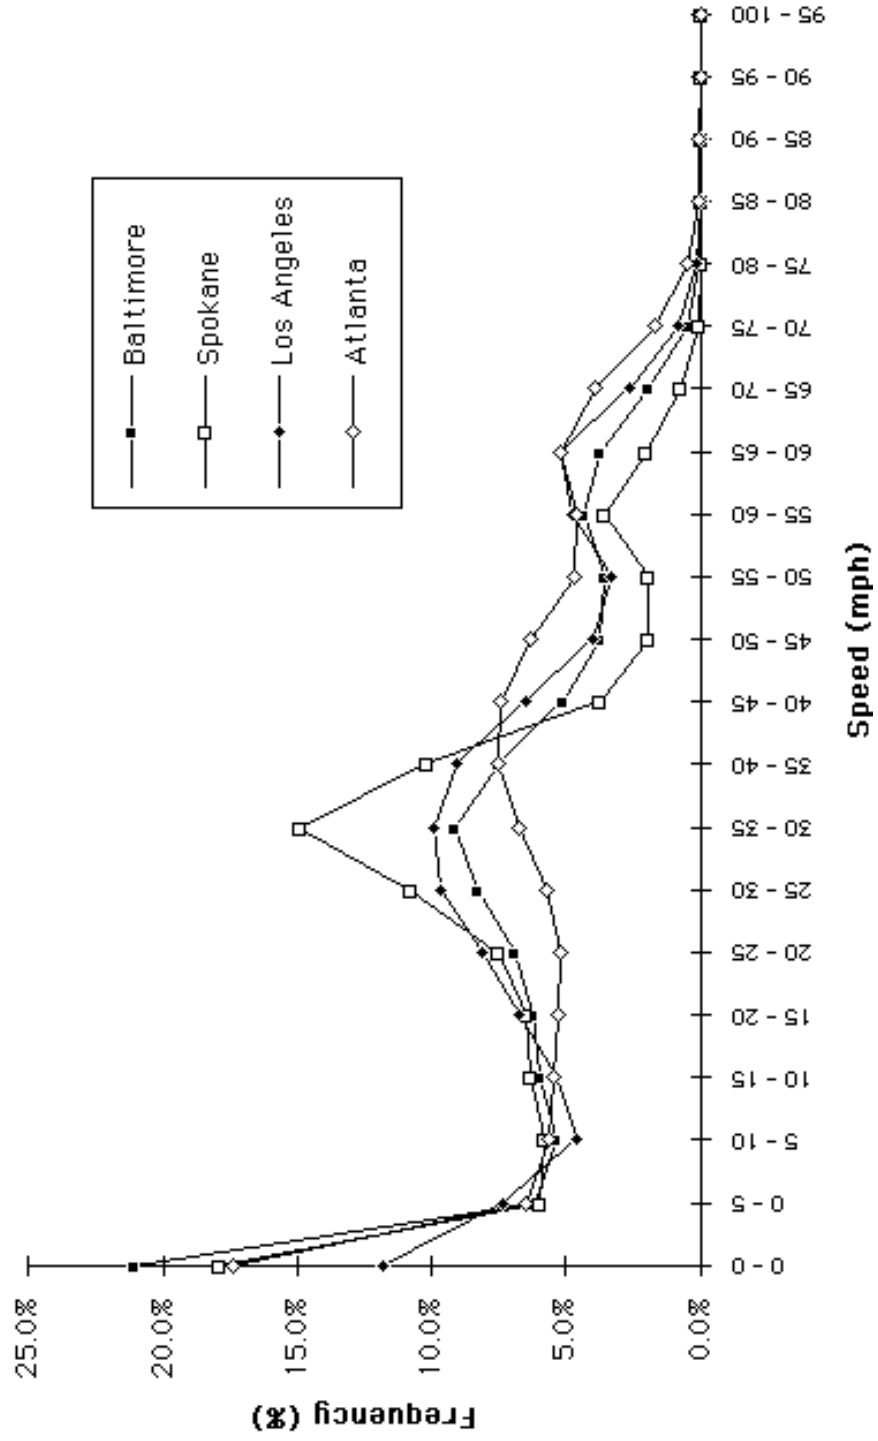 25.0%
20.0%
15.0%
10.0%
5.0%
0.0%
Frequency (%)
Baltimore
Spokane
Los Angeles
Atlanta
0 - 0
0 - 5
5 - 10
10 - 15
15 - 20
20 - 25
25 - 30
30 - 35
35 - 40
40 - 45
45 - 50
50 - 55
55 - 60
60 - 65
65 - 70
70 - 75
75 - 80
80 - 85
85 - 90
90 - 95
95 - 100
Speed (mph)